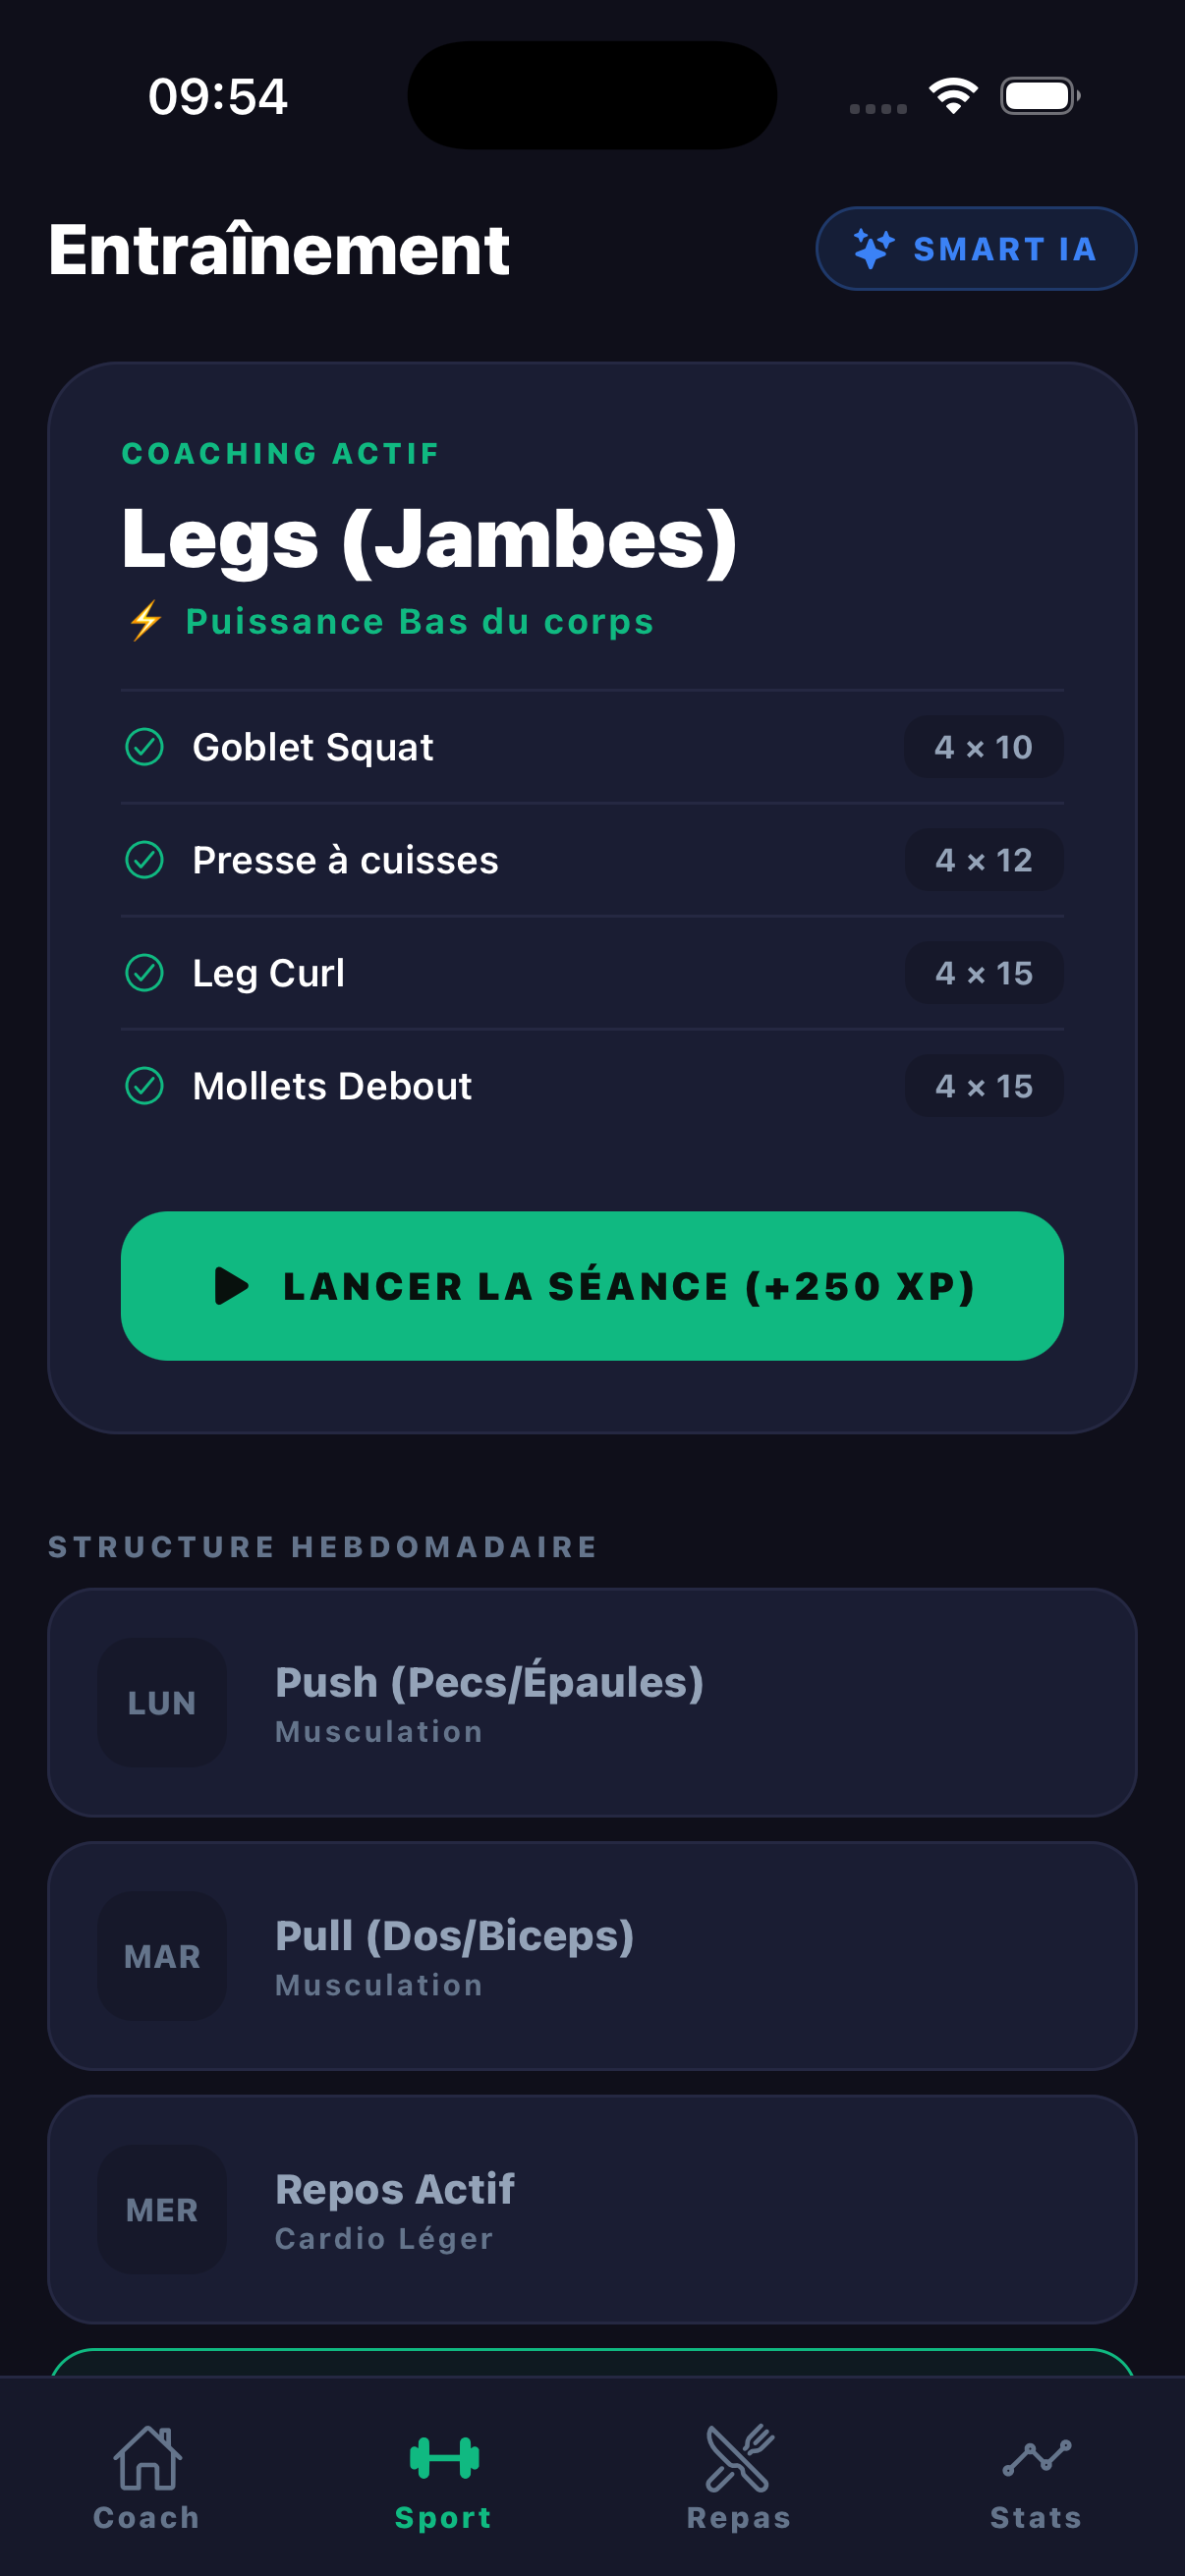 09:54
Entraînement
SMART IA
COACHING ACTIF
Legs (Jambes)
⚡ Puissance Bas du corps
Goblet Squat
4 × 10
Presse à cuisses
4 × 12
Leg Curl
4 × 15
Mollets Debout
4 × 15
LANCER LA SÉANCE (+250 XP)
STRUCTURE HEBDOMADAIRE
LUN
Push (Pecs/Épaules)
Musculation
MAR
Pull (Dos/Biceps)
Musculation
MER
Repos Actif
Cardio Léger
Coach
Sport
Repas
Stats